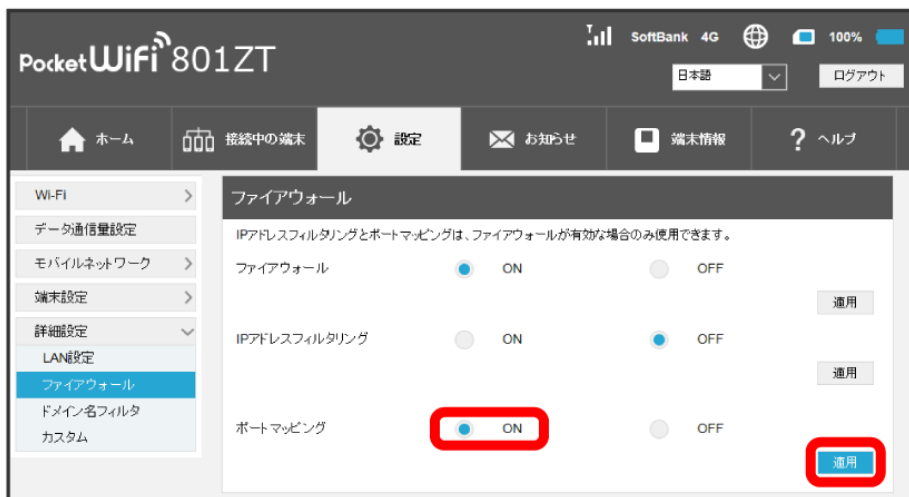 SoftBank 4G 100%
Pocket WiFi 801ZT
日本語 ログアウト
ホーム 接続中の端末 設定 お知らせ 端末情報 ? ヘルプ
Wi-Fi
データ通信量設定
モバイルネットワーク
端末設定
詳細設定
LAN設定
ファイアウォール
ドメイン名フィルタ
カスタム
ファイアウォール
IPアドレスフィルタリングとポートマッピングは、ファイアウォールが有効な場合のみ使用できます。
ファイアウォール ON OFF
適用
IPアドレスフィルタリング ON OFF
適用
ポートマッピング ON OFF
適用